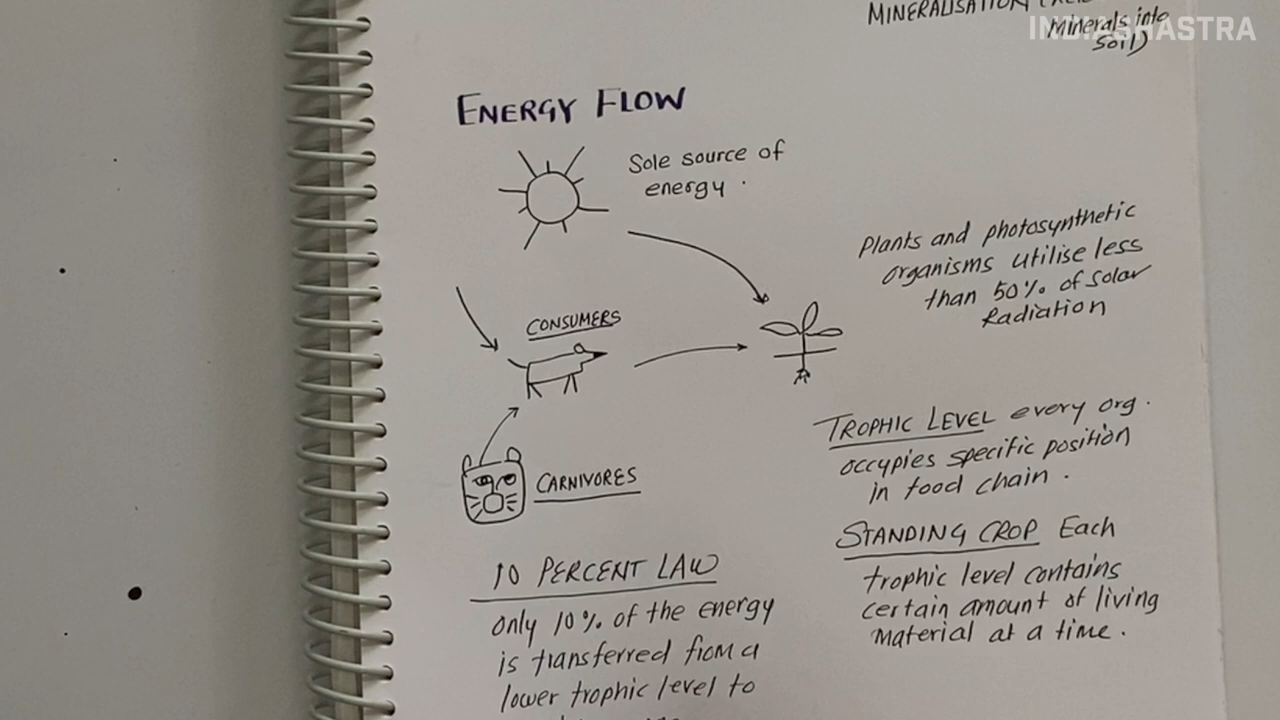 MINERALISATION
Minerals into
Soil)
INDIASHASTRA
ENERGY FLOW
Sole source of
energy.
Plants and photosynthetic
organisms utilise less
than 50% of solar
Radiation
CONSUMERS
CARNIVORES
TROPHIC LEVEL every org.
occupies specific position
in food chain.
STANDING CROP Each
trophic level contains
certain amount of living
Material at a time.
10 PERCENT LAW
only 10% of the energy
is transferred from a
lower trophic level to